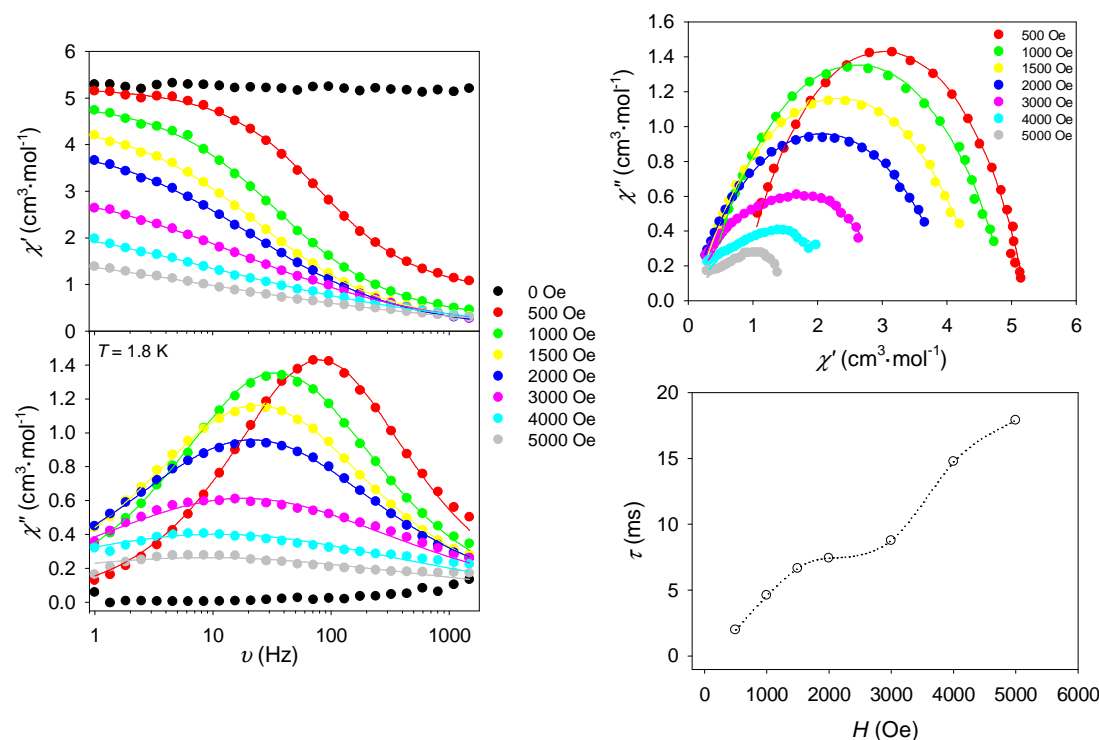 6
5
4
3
2
1
0
χ′ (cm³·mol⁻¹)
T = 1.8 K
1.4
1.2
1.0
0.8
0.6
0.4
0.2
0.0
χ″ (cm³·mol⁻¹)
1
10
100
1000
υ (Hz)
0 Oe
500 Oe
1000 Oe
1500 Oe
2000 Oe
3000 Oe
4000 Oe
5000 Oe
1.6
1.4
1.2
1.0
0.8
0.6
0.4
0.2
0.0
χ″ (cm³·mol⁻¹)
500 Oe
1000 Oe
1500 Oe
2000 Oe
3000 Oe
4000 Oe
5000 Oe
0 1 2 3 4 5 6
χ′ (cm³·mol⁻¹)
20
15
10
5
0
τ (ms)
0 1000 2000 3000 4000 5000 6000
H (Oe)